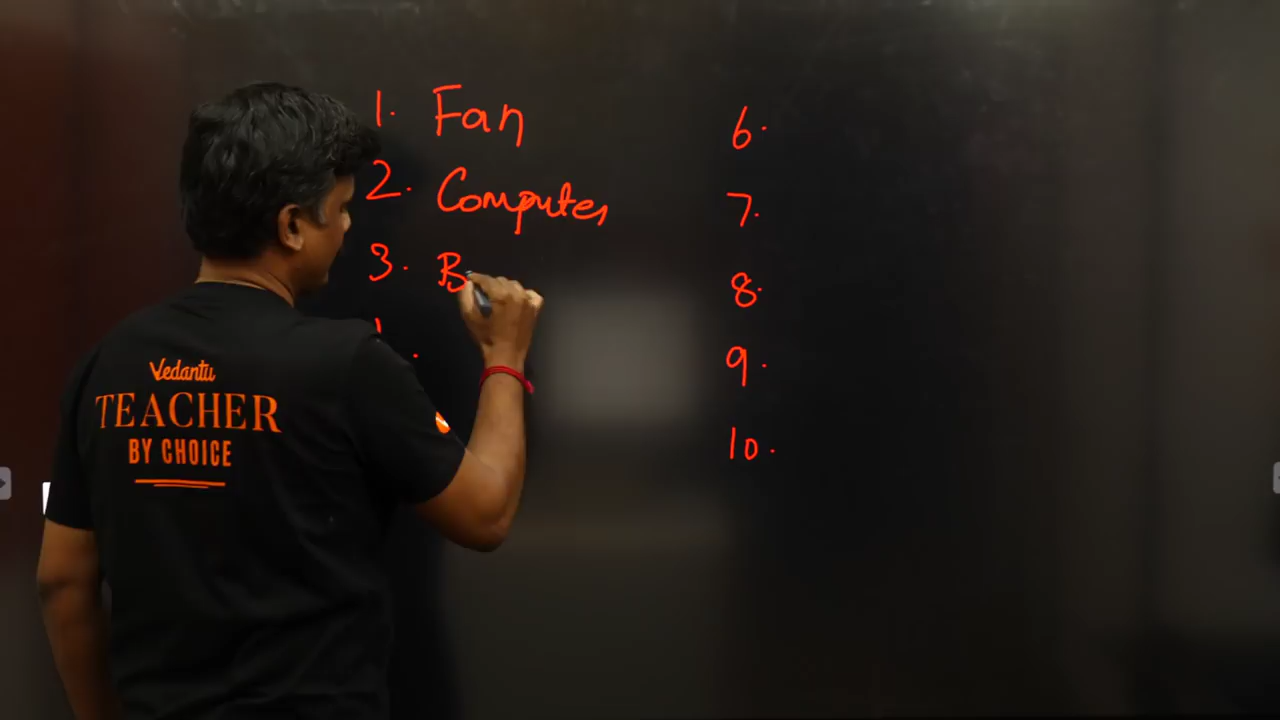 1. Fan
2. Computer
3. B
6.
7.
8.
9.
10.
Vedantu
TEACHER
BY CHOICE